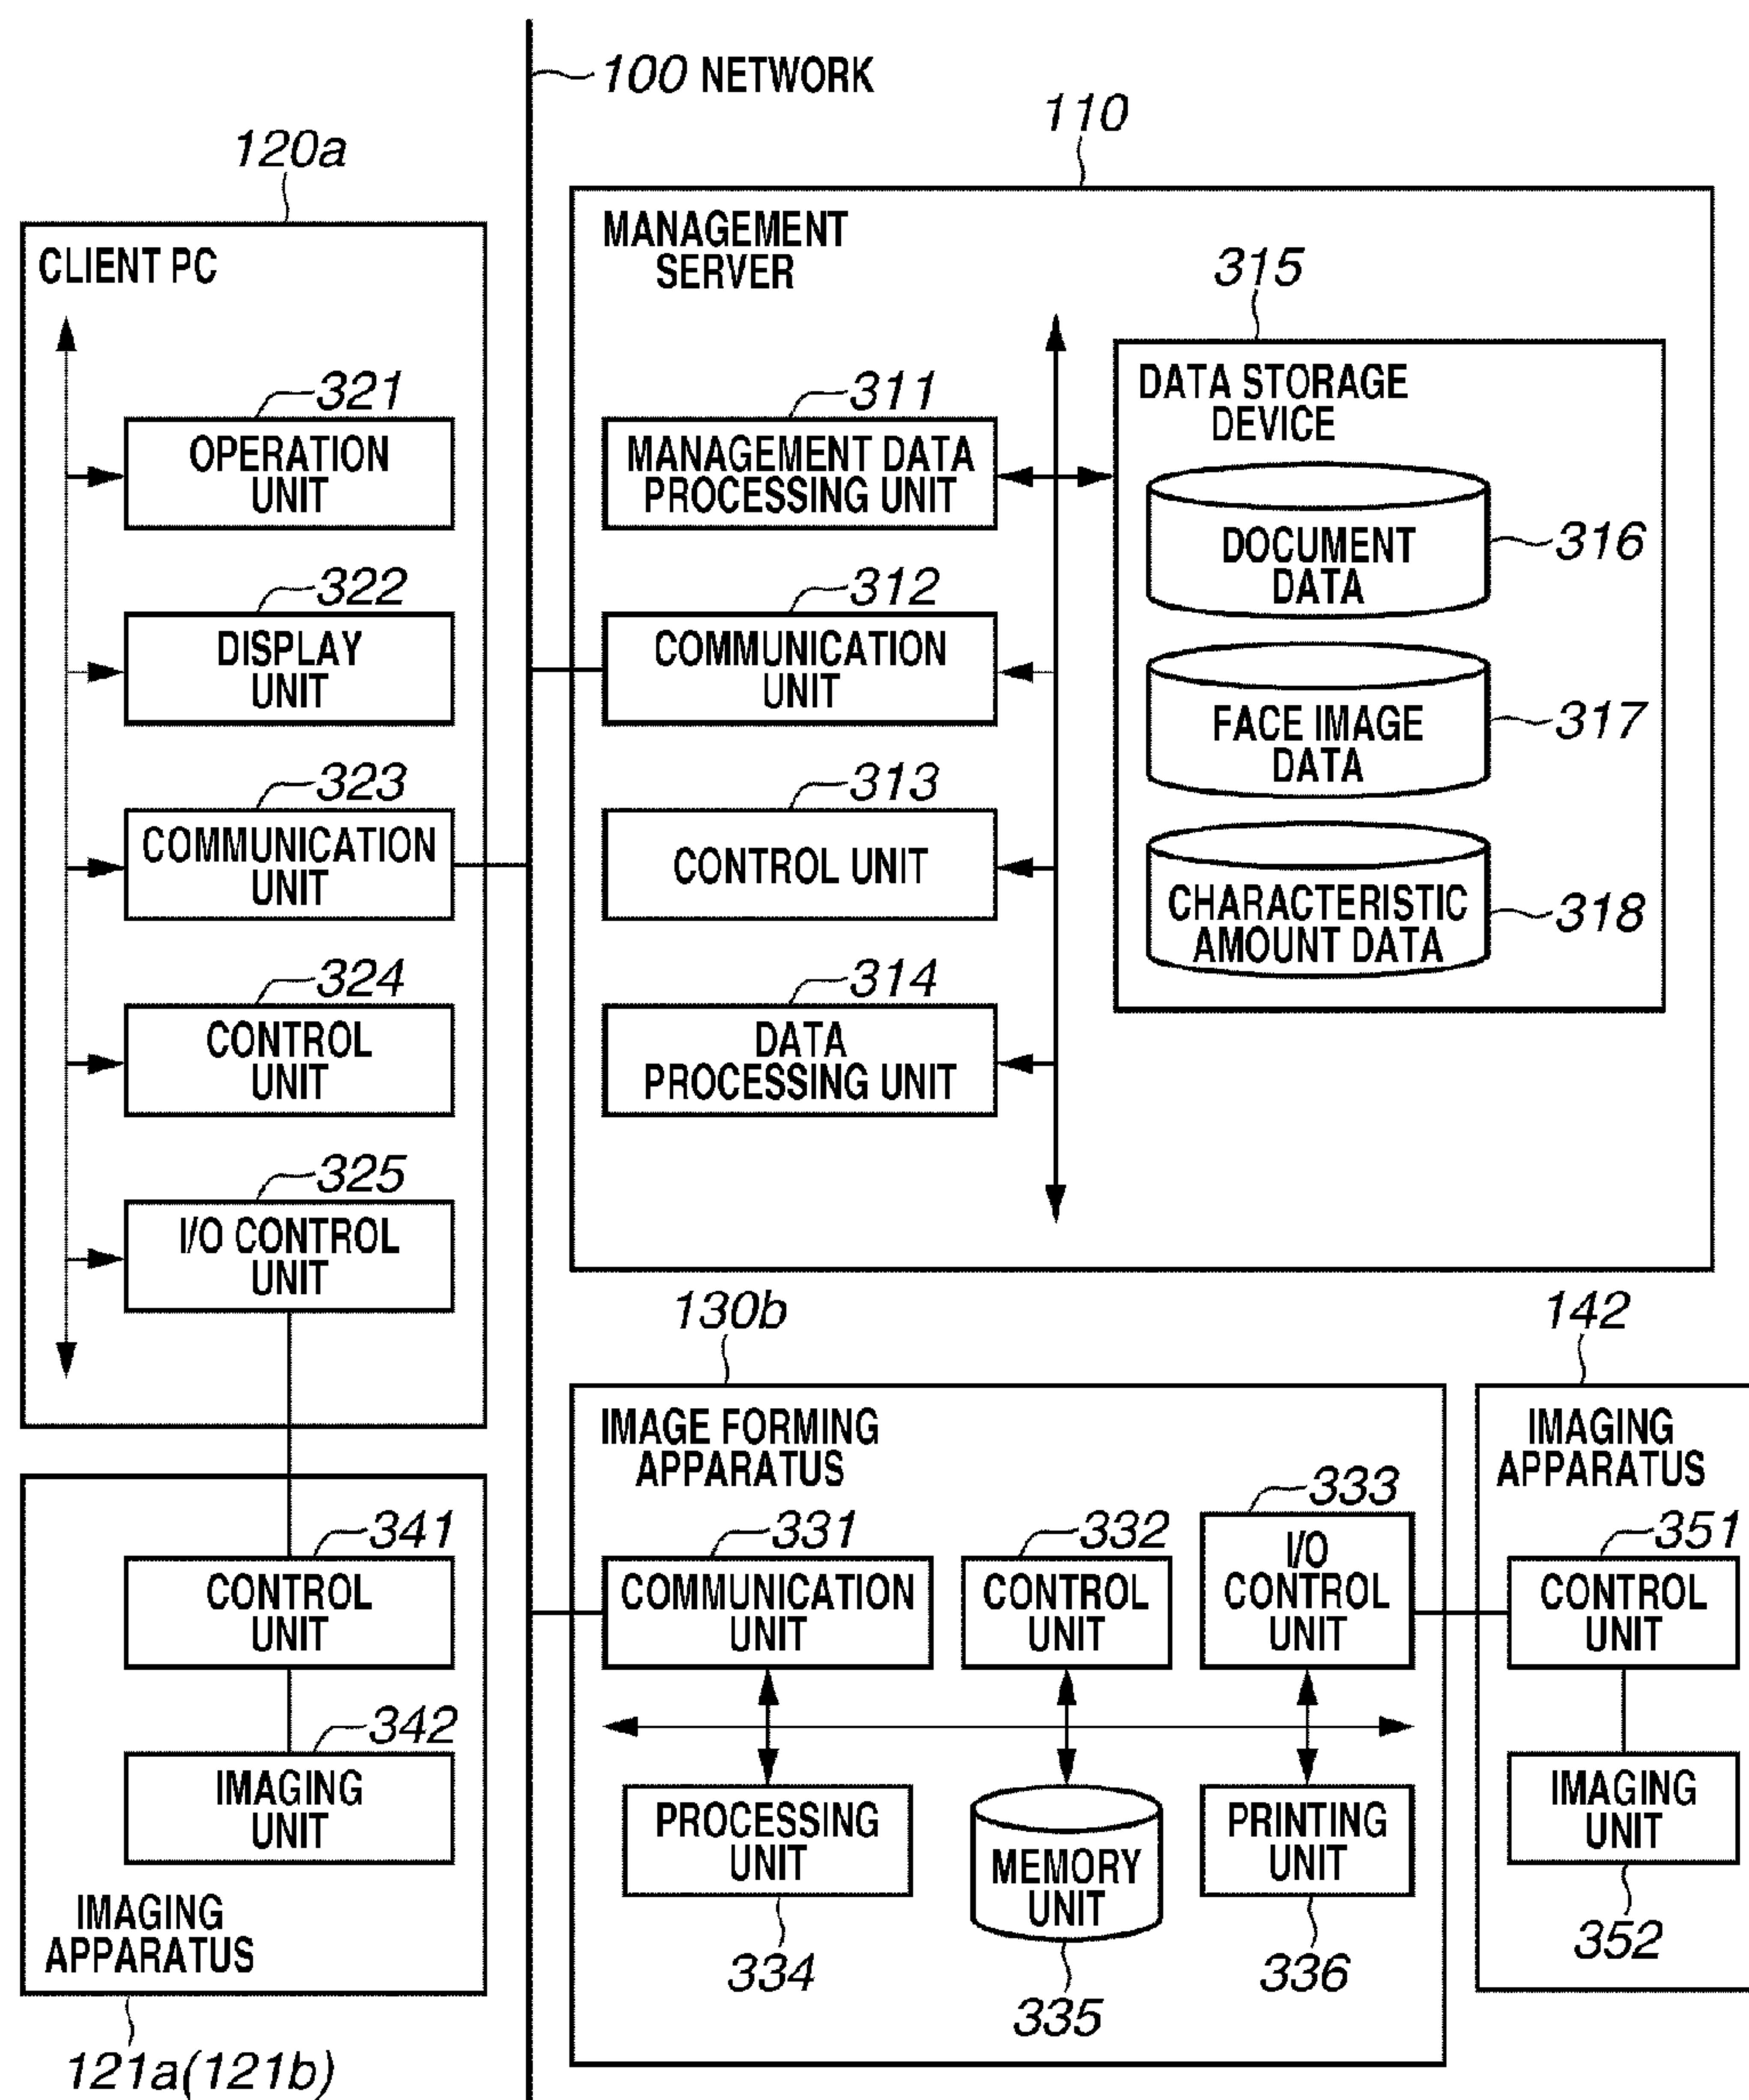 100 NETWORK
110
120a
CLIENT PC
321
OPERATION
UNIT
322
DISPLAY
UNIT
323
COMMUNICATION
UNIT
324
CONTROL
UNIT
325
I/O CONTROL
UNIT
MANAGEMENT
SERVER
311
MANAGEMENT DATA
PROCESSING UNIT
312
COMMUNICATION
UNIT
313
CONTROL UNIT
314
DATA
PROCESSING UNIT
315
DATA STORAGE
DEVICE
DOCUMENT
DATA
316
FACE IMAGE
DATA
317
CHARACTERISTIC
AMOUNT DATA
318
341
CONTROL
UNIT
342
IMAGING
UNIT
IMAGING
APPARATUS
121a(121b)
130b
IMAGE FORMING
APPARATUS
331
COMMUNICATION
UNIT
332
CONTROL
UNIT
333
I/O
CONTROL
UNIT
PROCESSING
UNIT
334
MEMORY
UNIT
335
PRINTING
UNIT
336
142
IMAGING
APPARATUS
351
CONTROL
UNIT
IMAGING
UNIT
352